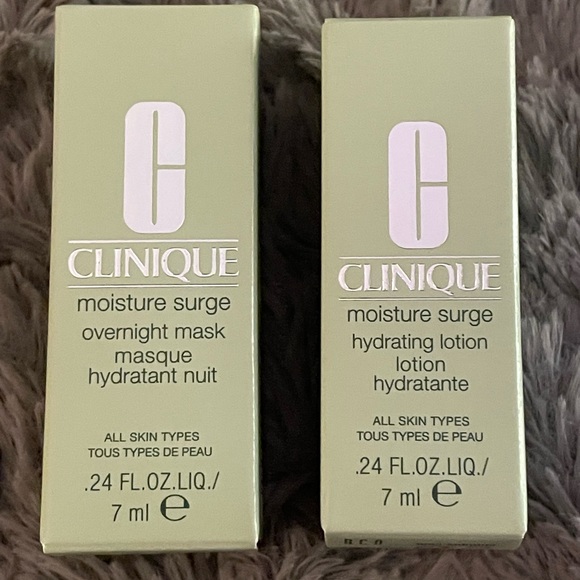 C
CLINIQUE
moisture surge
overnight mask
masque
hydratant nuit
ALL SKIN TYPES
TOUS TYPES DE PEAU
.24 FL.OZ.LIQ./
7 ml ℮
C
CLINIQUE
moisture surge
hydrating lotion
lotion
hydratante
ALL SKIN TYPES
TOUS TYPES DE PEAU
.24 FL.OZ.LIQ./
7 ml ℮